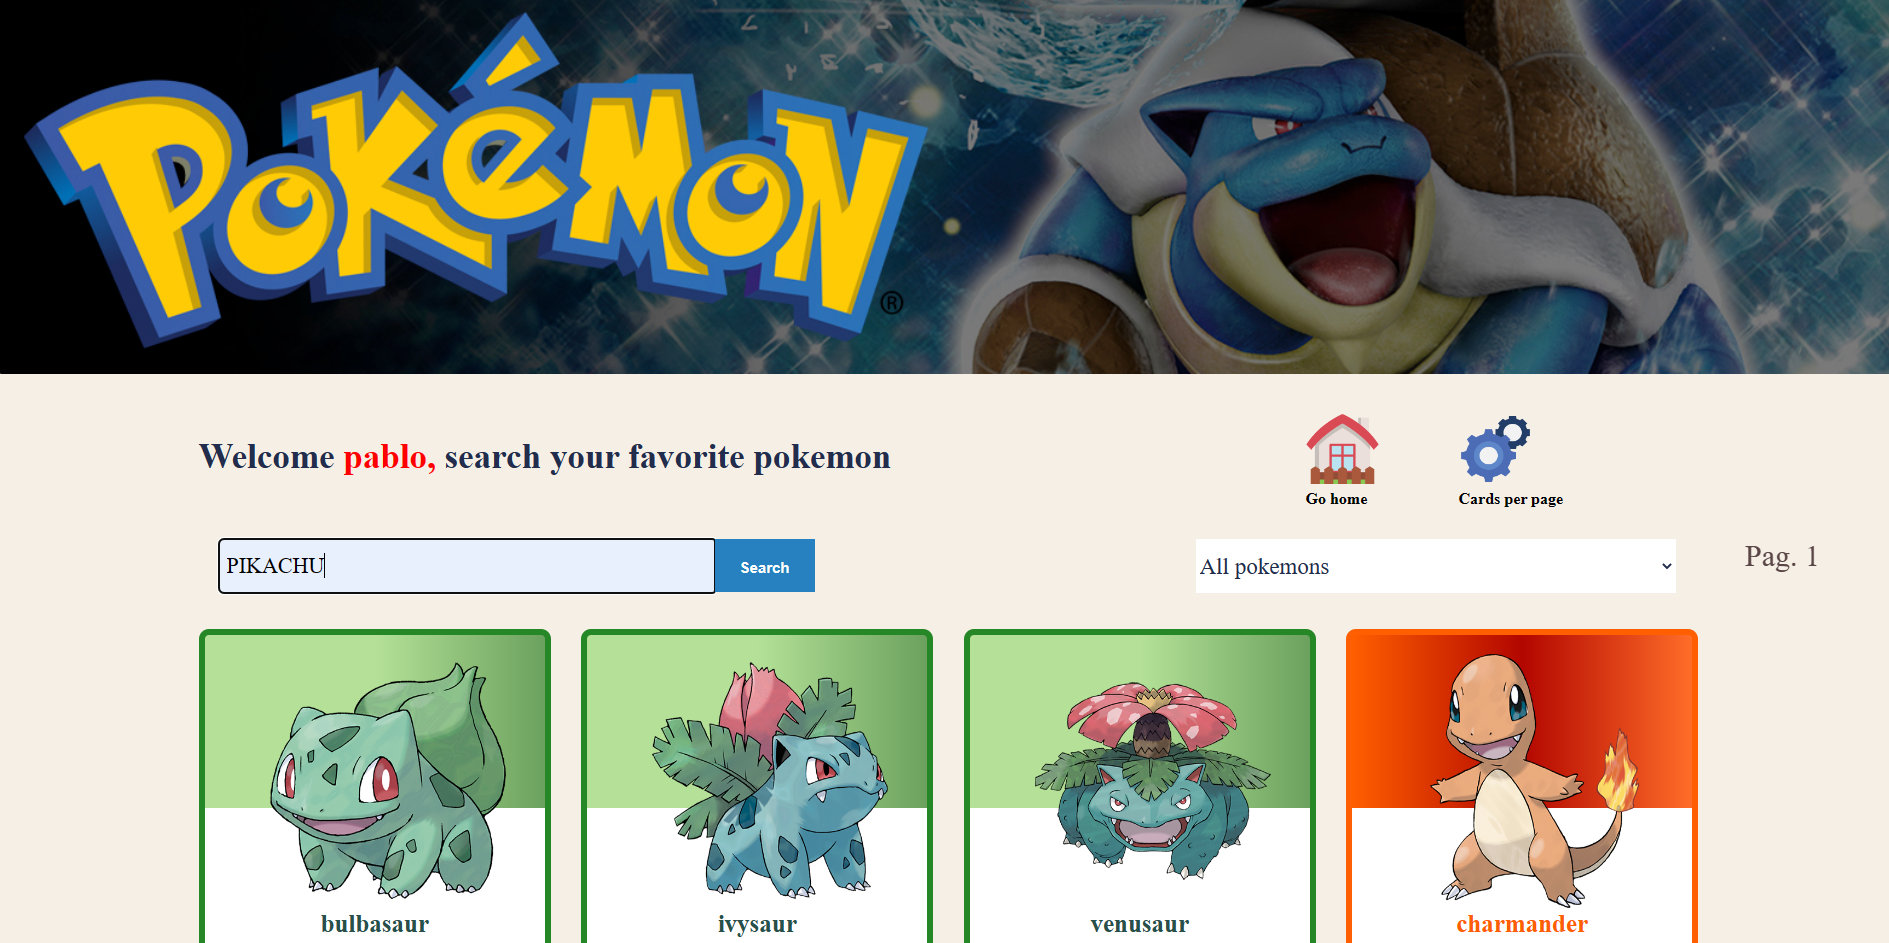 POKéMON
®
Welcome pablo, search your favorite pokemon
Go home
Cards per page
PIKACHU
Search
All pokemons
Pag. 1
bulbasaur
ivysaur
venusaur
charmander